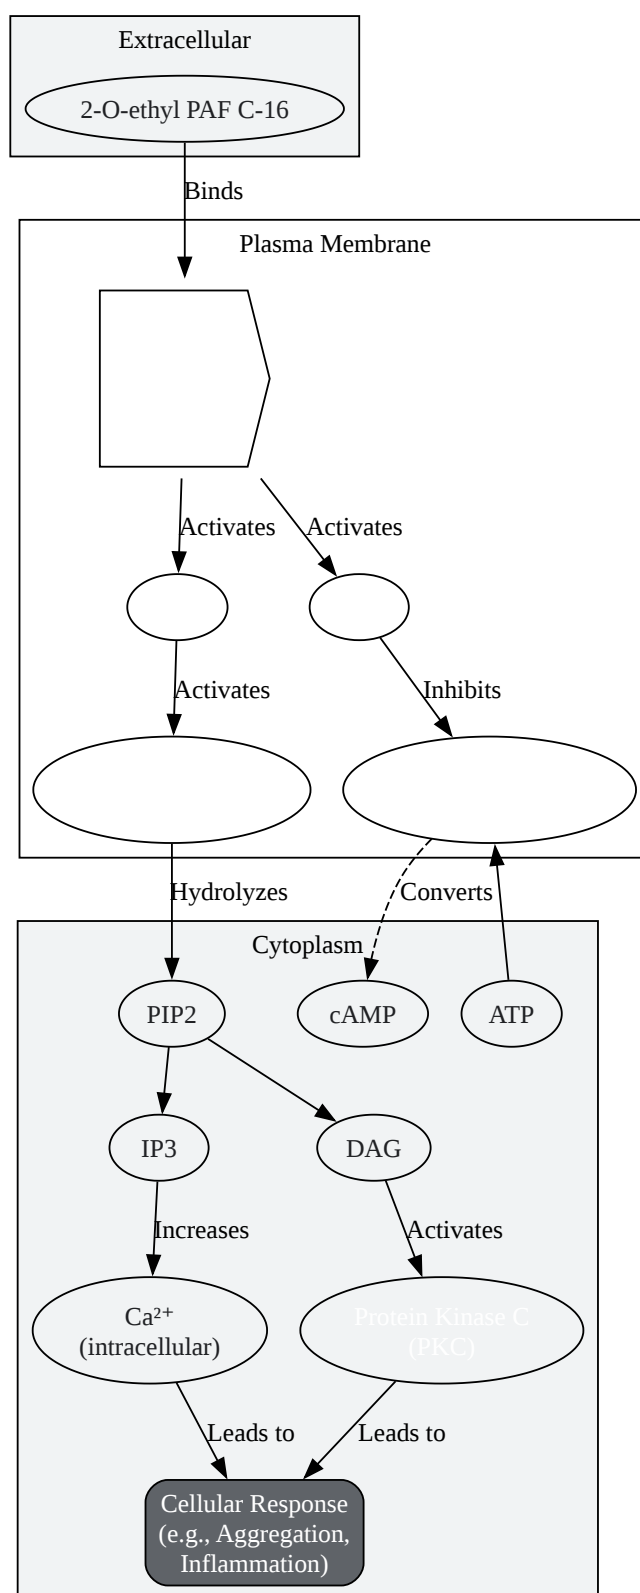 Extracellular
2-O-ethyl PAF C-16
Binds
Plasma Membrane
Activates
Activates
Activates
Inhibits
Hydrolyzes
Converts
Cytoplasm
PIP2
cAMP
ATP
IP3
DAG
Increases
Activates
Ca²⁺
(intracellular)
Protein Kinase C
(PKC)
Leads to
Leads to
Cellular Response
(e.g., Aggregation,
Inflammation)